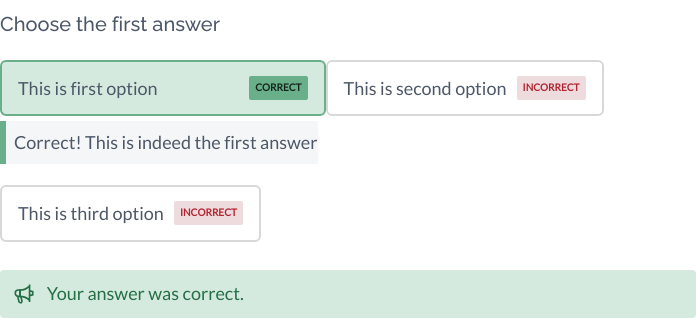 Choose the first answer
This is first option CORRECT This is second option INCORRECT
Correct! This is indeed the first answer
This is third option INCORRECT
Your answer was correct.